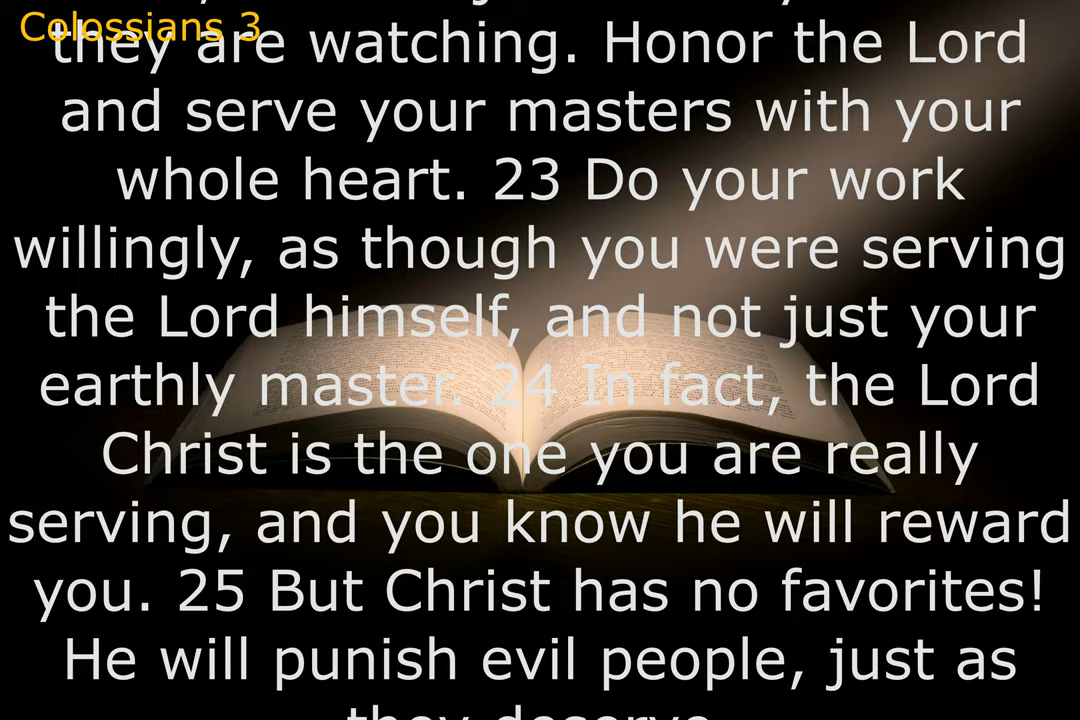 Colossians 3
they are watching. Honor the Lord
and serve your masters with your
whole heart. 23 Do your work
willingly, as though you were serving
the Lord himself, and not just your
earthly master. 24 In fact, the Lord
Christ is the one you are really
serving, and you know he will reward
you. 25 But Christ has no favorites!
He will punish evil people, just as
they deserve.